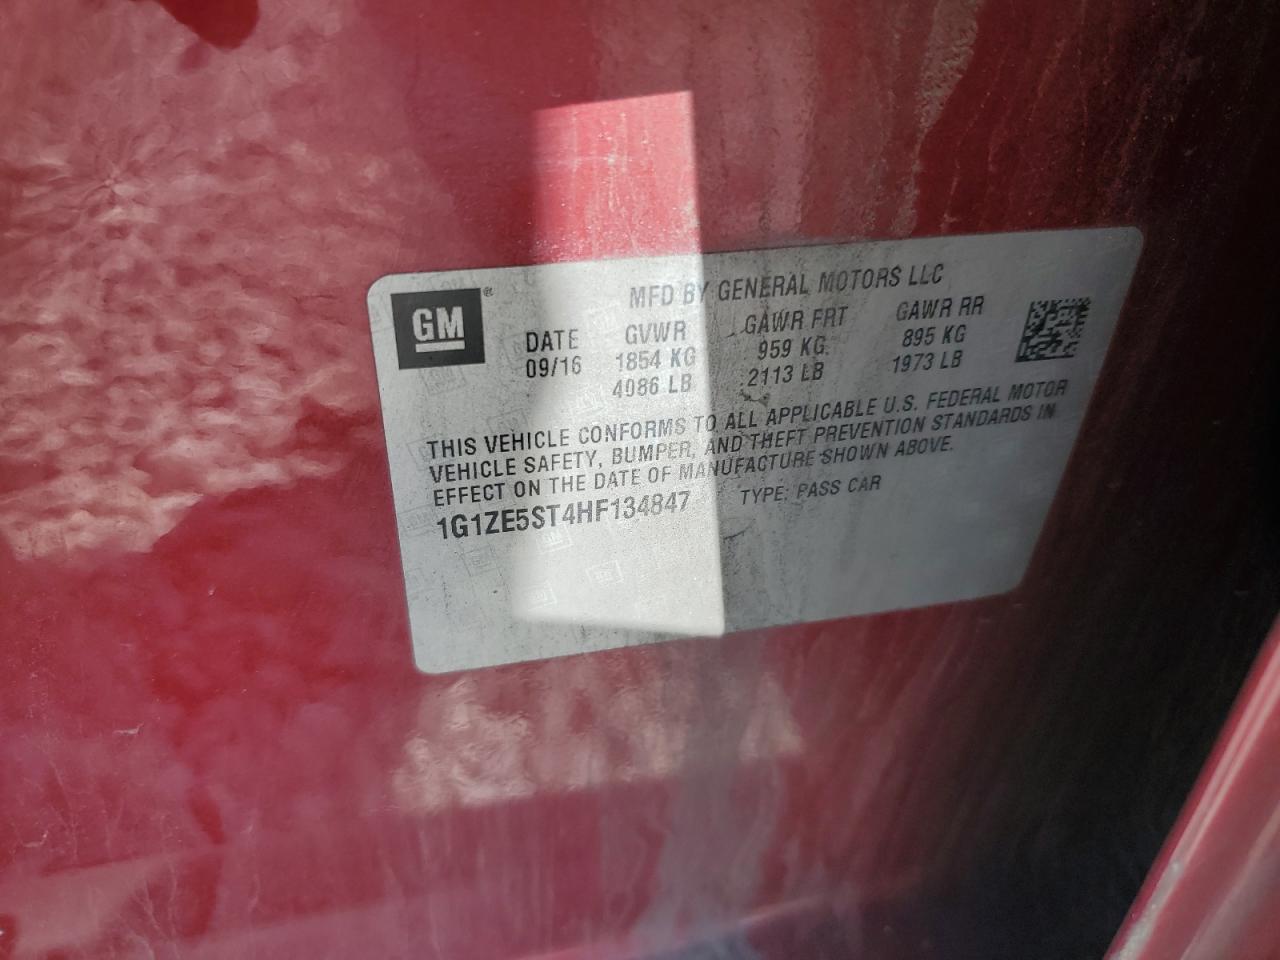 MFD BY GENERAL MOTORS LLC
GM®
DATE GVWR GAWR FRT GAWR RR
09/16 1854 KG 959 KG 895 KG
4086 LB 2113 LB 1973 LB
THIS VEHICLE CONFORMS TO ALL APPLICABLE U.S. FEDERAL MOTOR
VEHICLE SAFETY, BUMPER, AND THEFT PREVENTION STANDARDS IN
EFFECT ON THE DATE OF MANUFACTURE SHOWN ABOVE.
1G1ZE5ST4HF134847 TYPE: PASS CAR